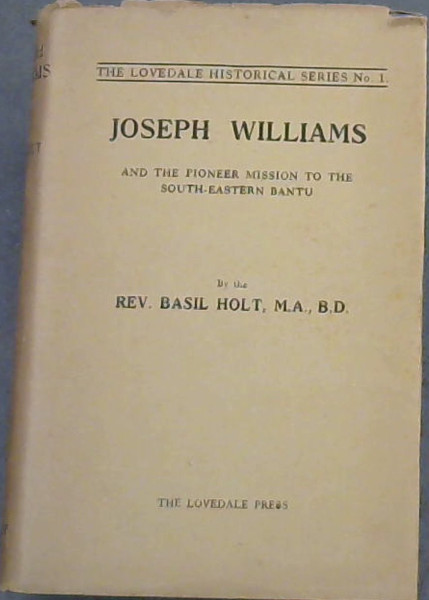 THE LOVEDALE HISTORICAL SERIES No. 1.
JOSEPH WILLIAMS
AND THE PIONEER MISSION TO THE
SOUTH-EASTERN BANTU
By the
REV. BASIL HOLT, M.A., B.D.
THE LOVEDALE PRESS